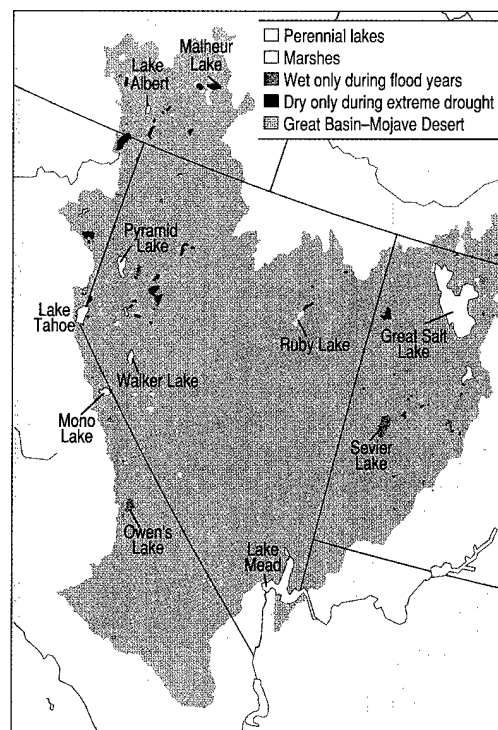 Perennial lakes
Marshes
Wet only during flood years
Dry only during extreme drought
Great Basin–Mojave Desert
Malheur
Lake
Lake
Albert
Pyramid
Lake
Lake
Tahoe
Ruby Lake
Great Salt
Lake
Walker Lake
Mono
Lake
Sevier
Lake
Owen's
Lake
Lake
Mead